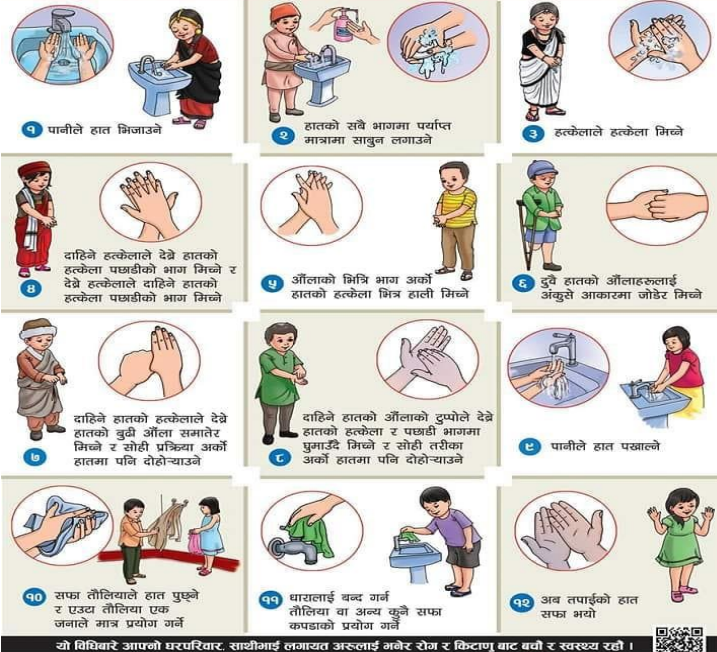 १ पानीले हात भिजाउने
२ हातको सबै भागमा पर्याप्त
मात्रामा साबुन लगाउने
३ हत्केलाले हत्केला मिच्ने
४ दाहिने हत्केलाले देब्रे हातको
हत्केला पछाडीको भाग मिच्ने र
देब्रे हत्केलाले दाहिने हातको
हत्केला पछाडीको भाग मिच्ने
५ औंलाको भित्रि भाग अर्को
हातको हत्केला भित्र हाली मिच्ने
६ दुवै हातको औंलाहरूलाई
अंकुसे आकारमा जोडेर मिच्ने
७ दाहिने हातको हत्केलाले देब्रे
हातको बुढी औंला समातेर
मिच्ने र सोही प्रक्रिया अर्को
हातमा पनि दोहोऱ्याउने
८ दाहिने हातको औंलाको टुप्पोले देब्रे
हातको हत्केला र पछाडी भागमा
घुमाउँदै मिच्ने र सोही तरीका
अर्को हातमा पनि दोहोऱ्याउने
९ पानीले हात पखाल्ने
१० सफा तौलियाले हात पुछ्ने
र एउटा तौलिया एक
जनाले मात्र प्रयोग गर्ने
११ धारालाई बन्द गर्न
तौलिया वा अन्य कुनै सफा
कपडाको प्रयोग गर्ने
१२ अब तपाईको हात
सफा भयो
यो विधिबारे आफ्नो घरपरिवार, साथीभाई लगायत अरुलाई भनेर रोग र किटाणु बाट बचौ र स्वस्थ्य रहौ ।